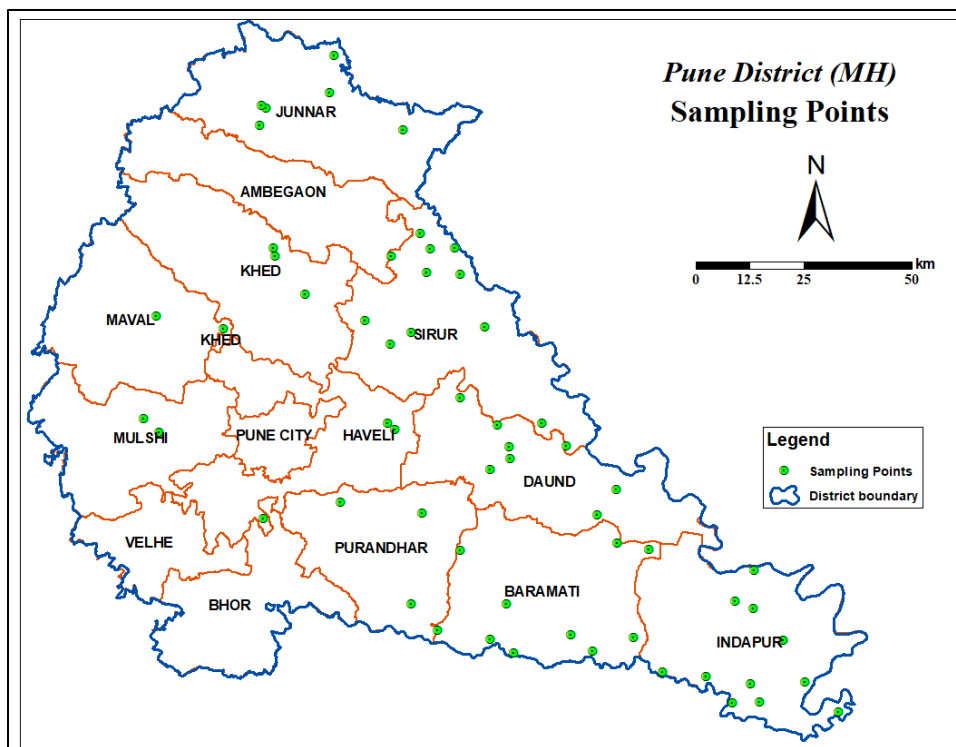 Pune District (MH)
Sampling Points
N
km
0 12.5 25 50
JUNNAR
AMBEGAON
KHED
MAVAL
KHED
SIRUR
MULSHI
PUNE CITY
HAVELI
DAUND
VELHE
PURANDHAR
BHOR
BARAMATI
INDAPUR
Legend
Sampling Points
District boundary